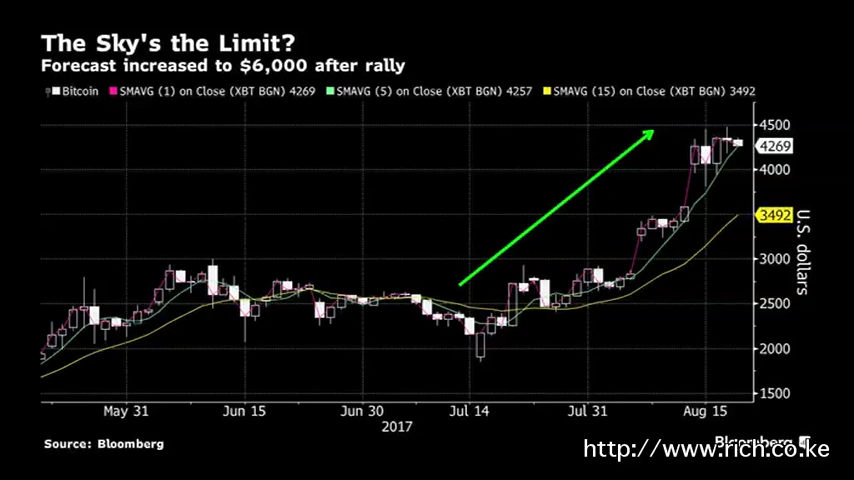 The Sky's the Limit?
Forecast increased to $6,000 after rally
Bitcoin SMAVG (1) on Close (XBT BGN) 4269 SMAVG (5) on Close (XBT BGN) 4257 SMAVG (15) on Close (XBT BGN) 3492
4500
4269
4000
3492
3000
2500
2000
1500
U.S. dollars
May 31 Jun 15 Jun 30 Jul 14 Jul 31 Aug 15
2017
Source: Bloomberg
Bloomberg
http://www.rich.co.ke